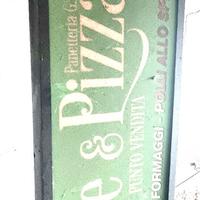 Panetteria G.
e & Pizza
PUNTO VENDITA
FORMAGGI - POLLI ALLO SP